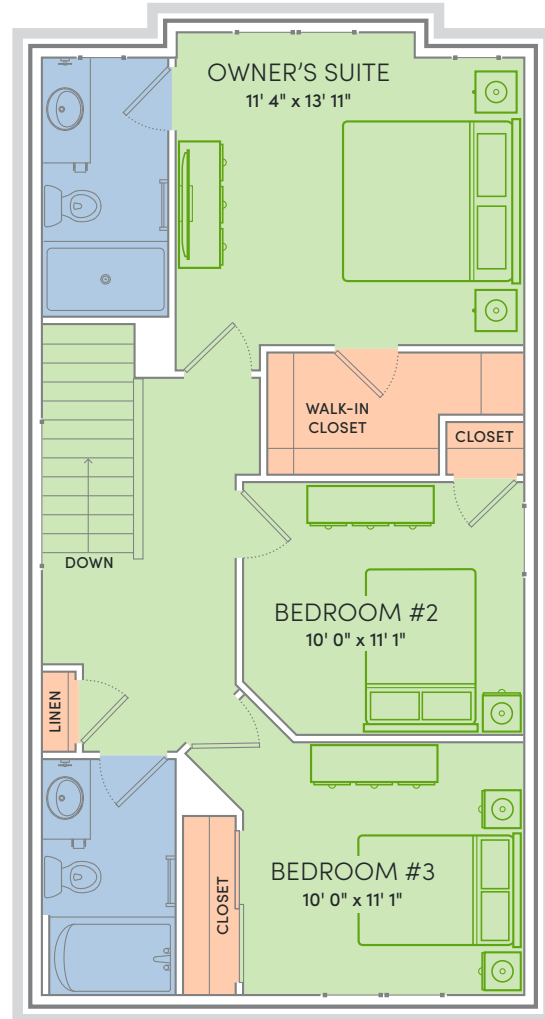 OWNER'S SUITE
11' 4" x 13' 11"
WALK-IN
CLOSET
CLOSET
DOWN
BEDROOM #2
10' 0" x 11' 1"
LINEN
BEDROOM #3
10' 0" x 11' 1"
CLOSET